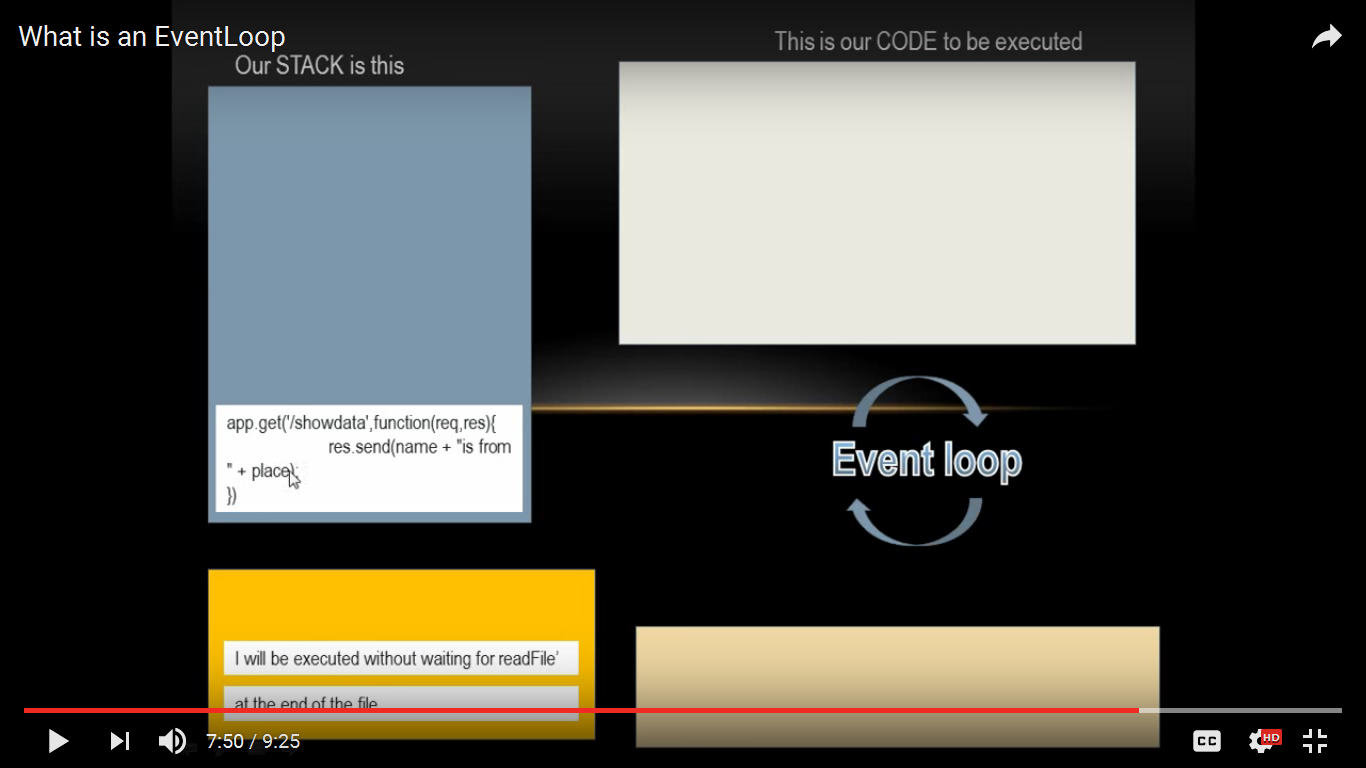 What is an EventLoop
Our STACK is this
This is our CODE to be executed
app.get('/showdata',function(req,res){
res.send(name + "is from
" + place);
})
Event loop
I will be executed without waiting for readFile'
at the end of the file
7:50 / 9:25
CC
HD